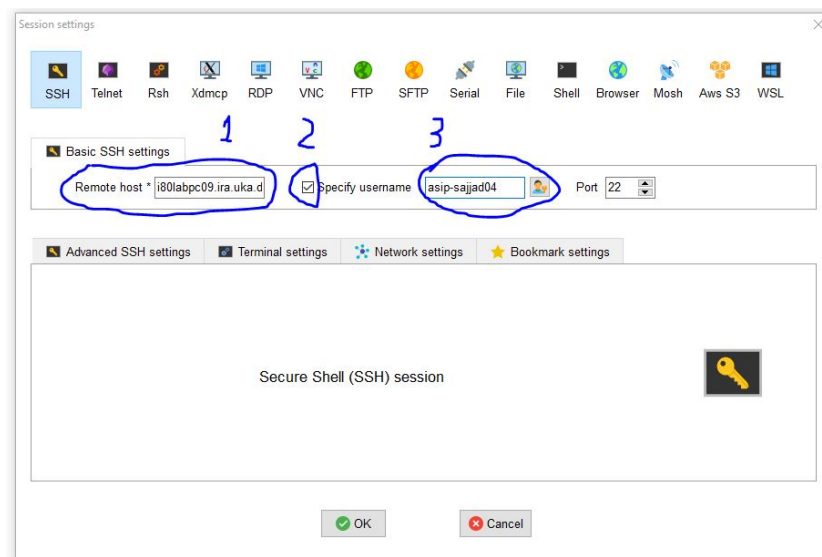 Session settings
SSH Telnet Rsh Xdmcp RDP VNC FTP SFTP Serial File Shell Browser Mosh Aws S3 WSL
1 2 3
Basic SSH settings
Remote host * i80labpc09.ira.uka.d Specify username asip-sajjad04 Port 22
Advanced SSH settings Terminal settings Network settings Bookmark settings
Secure Shell (SSH) session
OK Cancel